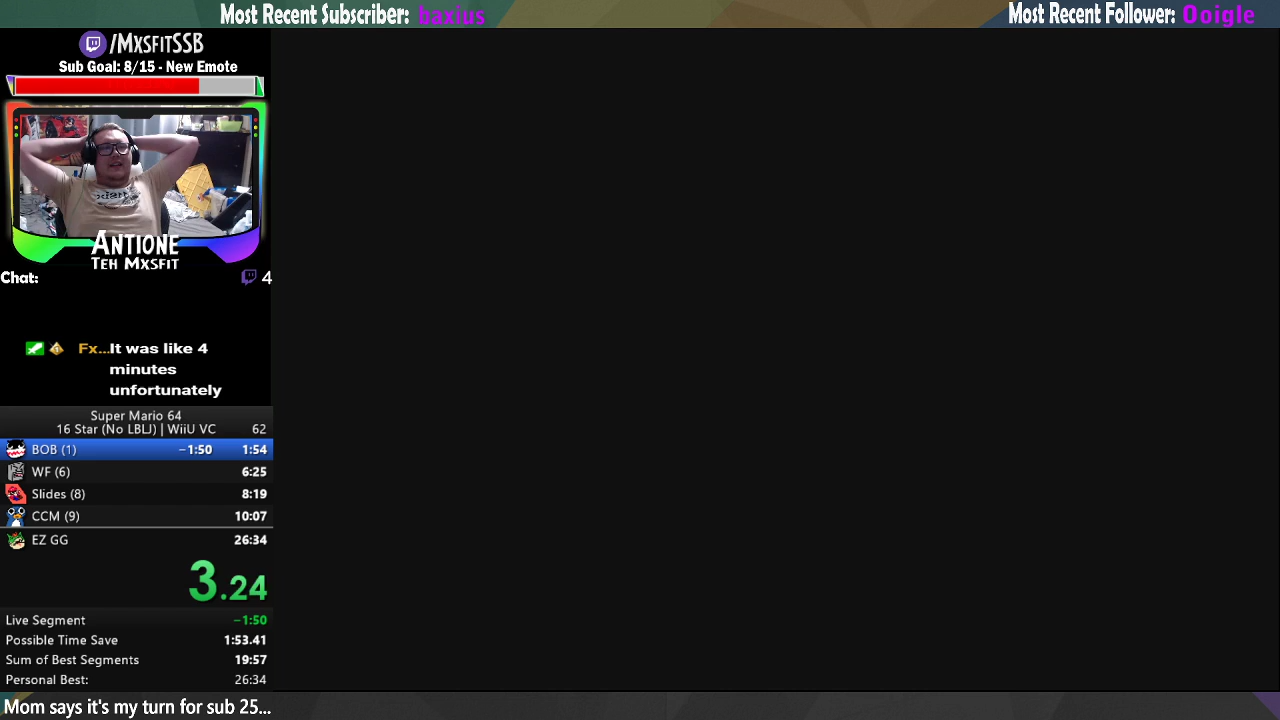 Most Recent Subscriber: baxius
Most Recent Follower: Ooigle
/MxsfitSSB
Sub Goal: 8/15 - New Emote
Antione
Teh Mxsfit
Chat: 4
Fx...It was like 4
minutes
unfortunately
Super Mario 64
16 Star (No LBLJ) | WiiU VC 62
BOB (1) −1:50 1:54
WF (6) 6:25
Slides (8) 8:19
CCM (9) 10:07
EZ GG 26:34
3.24
Live Segment −1:50
Possible Time Save 1:53.41
Sum of Best Segments 19:57
Personal Best: 26:34
Mom says it's my turn for sub 25...